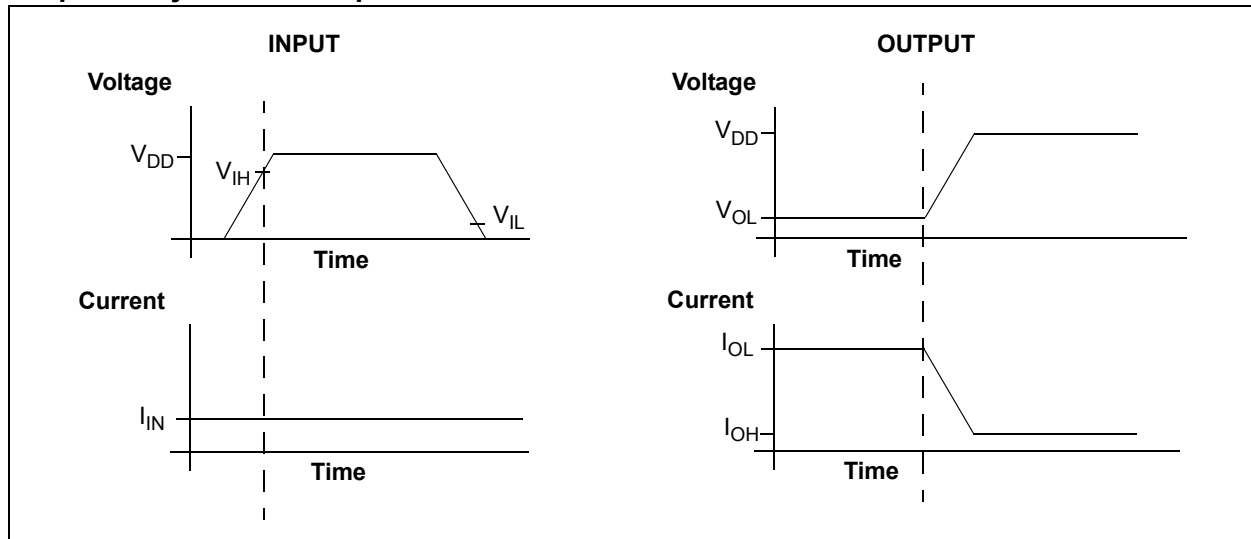 INPUT
Voltage
VDD
VIH
VIL
Time
Current
IIN
Time
OUTPUT
Voltage
VDD
VOL
Time
Current
IOL
IOH
Time